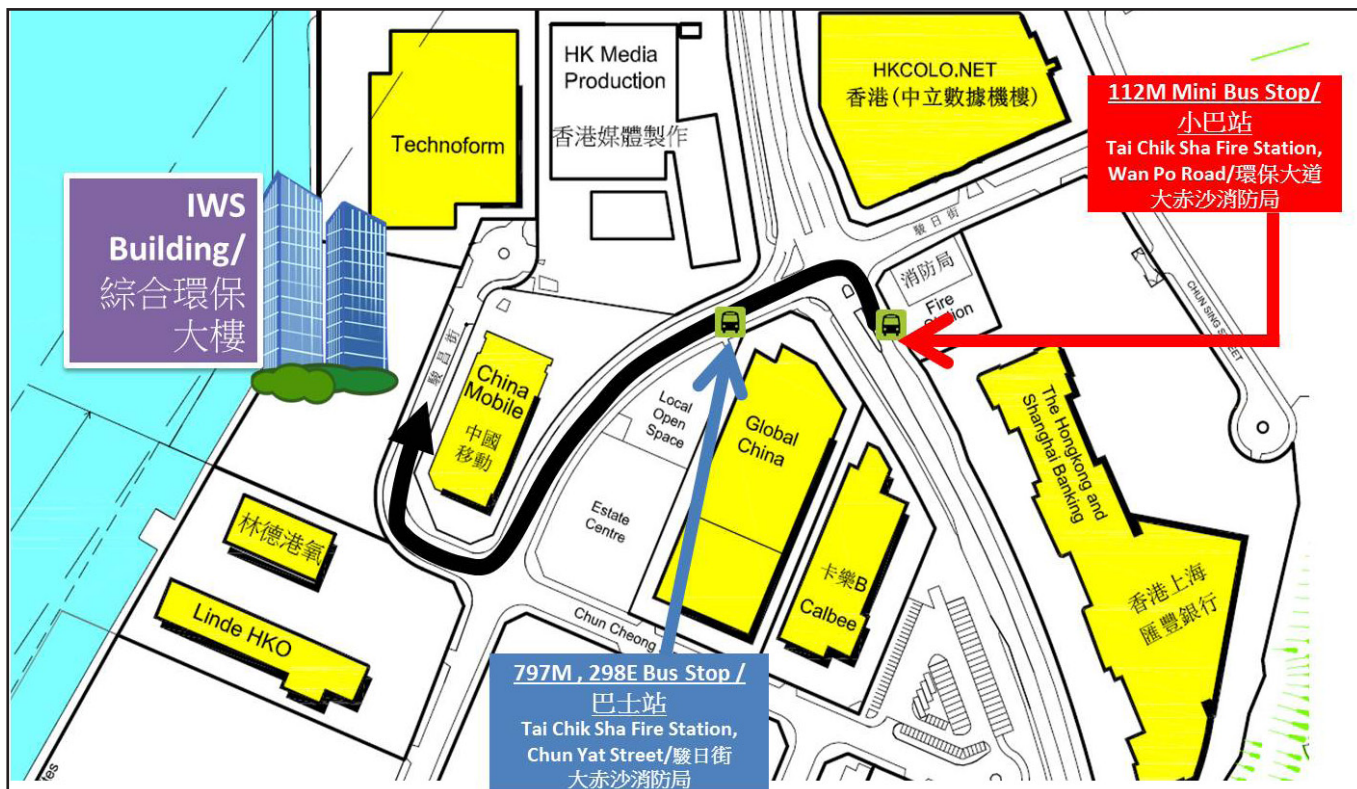 HK Media
Production
香港媒體製作
HKCOLO.NET
香港(中立數據機樓)
Technoform
112M Mini Bus Stop/
小巴站
Tai Chik Sha Fire Station,
Wan Po Road/環保大道
大赤沙消防局
IWS
Building/
綜合環保
大樓
駿日街
消防局
Fire
Station
CHUN SING STREET
駿昌街
China
Mobile
中國
移動
Local
Open
Space
Global
China
The Hongkong and
Shanghai Banking
香港上海
匯豐銀行
Estate
Centre
卡樂B
Calbee
林德港氧
Linde HKO
Chun Cheong
797M , 298E Bus Stop /
巴士站
Tai Chik Sha Fire Station,
Chun Yat Street/駿日街
大赤沙消防局